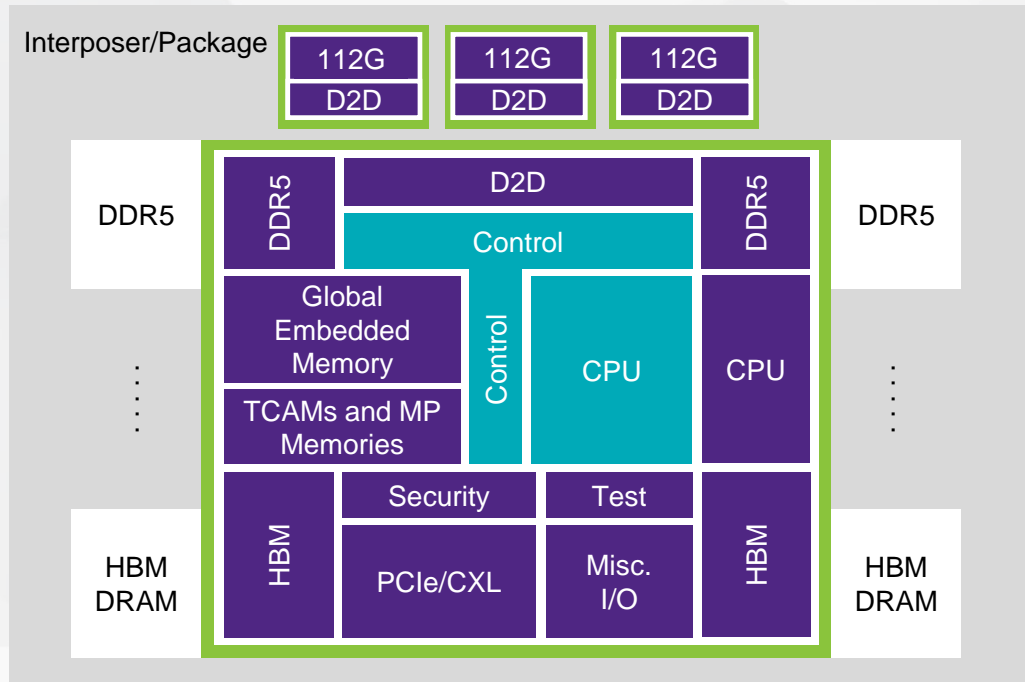 Interposer/Package
112G
D2D
112G
D2D
112G
D2D
DDR5
DDR5
D2D
DDR5
DDR5
Control
Global
Embedded
Memory
Control
CPU
CPU
TCAMs and MP
Memories
. . . . .
. . . . .
HBM
DRAM
HBM
Security
Test
PCIe/CXL
Misc.
I/O
HBM
HBM
DRAM